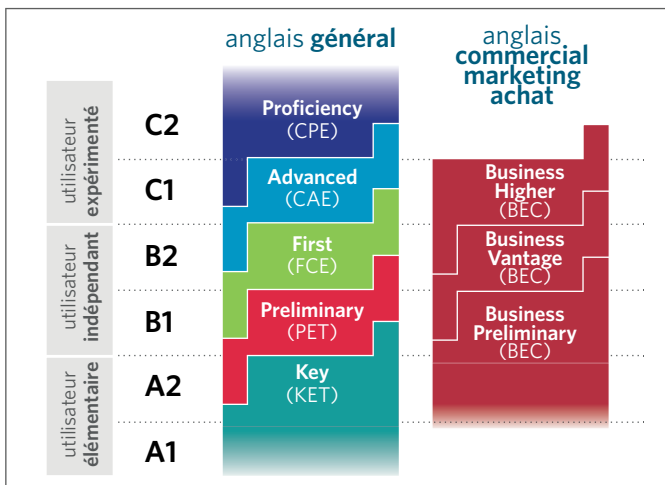 anglais général
anglais
commercial
marketing
achat
utilisateur
expérimenté
utilisateur
indépendant
utilisateur
élémentaire
C2
C1
B2
B1
A2
A1
Proficiency
(CPE)
Advanced
(CAE)
First
(FCE)
Preliminary
(PET)
Key
(KET)
Business
Higher
(BEC)
Business
Vantage
(BEC)
Business
Preliminary
(BEC)